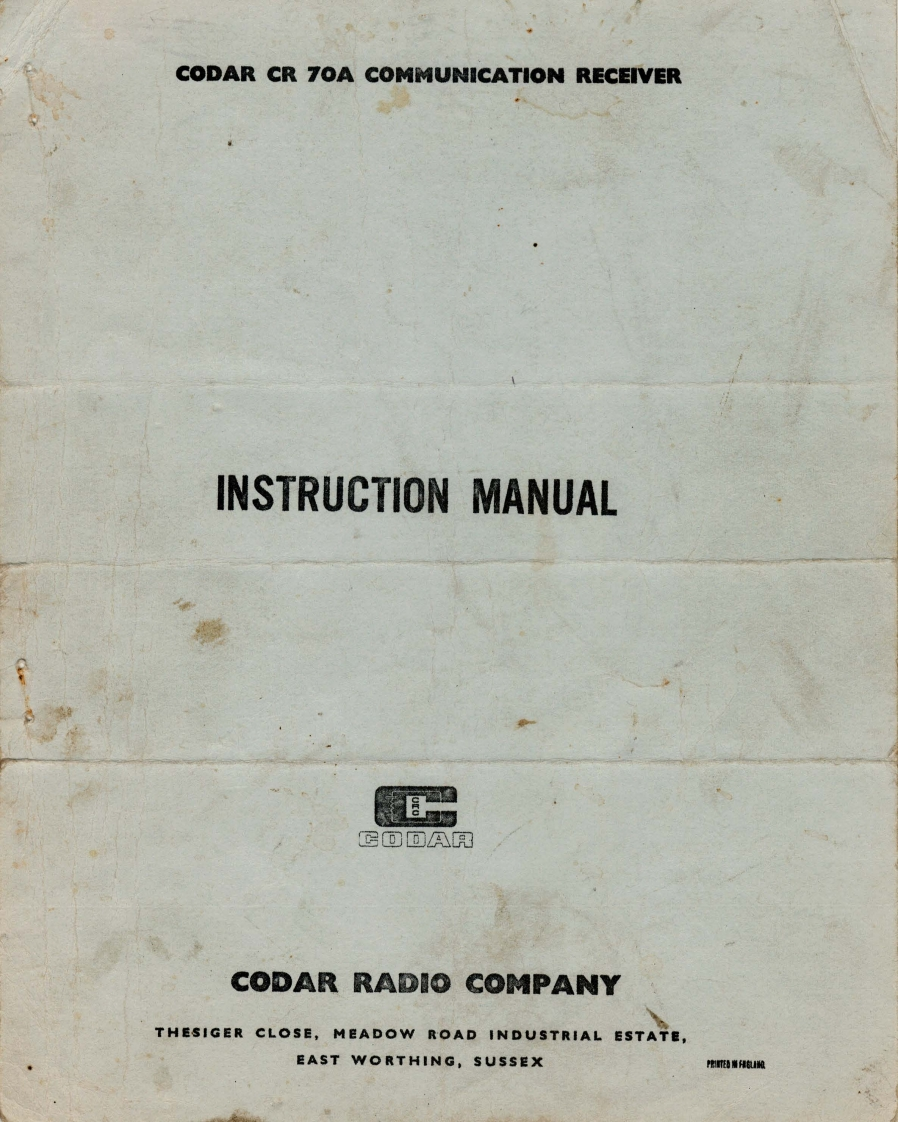 CODAR CR 70A COMMUNICATION RECEIVER
INSTRUCTION MANUAL
CRC
CODAR
CODAR RADIO COMPANY
THESIGER CLOSE, MEADOW ROAD INDUSTRIAL ESTATE,
EAST WORTHING, SUSSEX
PRINTED IN ENGLAND.